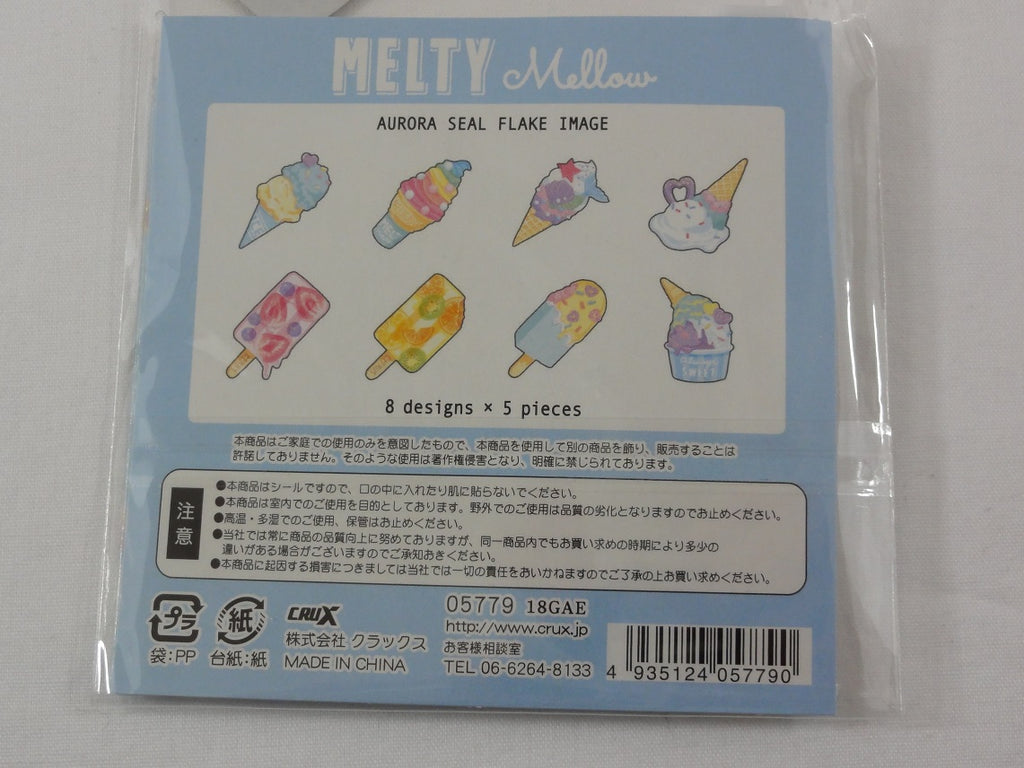 MELTY Mellow
AURORA SEAL FLAKE IMAGE
SWEET
8 designs × 5 pieces
本商品はご家庭での使用のみを意図したもので、本商品を使用して別の商品を飾り、販売することは
許諾しておりません。そのような使用は著作権侵害となり、明確に禁じられております。
注意
●本商品はシールですので、口の中に入れたり肌に貼らないでください。
●本商品は室内でのご使用を目的としております。野外でのご使用は品質の劣化となりますのでお止めください。
●高温・多湿でのご使用、保管はお止めください。
●当社では常に商品の品質向上に努めておりますが、同一商品内でもお買い求めの時期により多少の
違いがある場合がございますのでご承知おきください。
●本商品に起因する損害につきましては当社では一切の責任をおいかねますのでご了承の上お買い求めください。
プラ
袋:PP
紙
台紙:紙
CRUX
株式会社 クラックス
MADE IN CHINA
05779 18GAE
http://www.crux.jp
お客様相談室
TEL 06-6264-8133
4 935124 057790